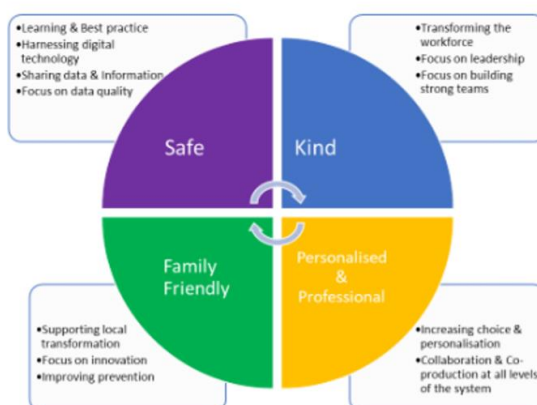 •Learning & Best practice
•Harnessing digital
technology
•Sharing data & Information
•Focus on data quality
•Transforming the
workforce
•Focus on leadership
•Focus on building
strong teams
Safe
Kind
Family
Friendly
Personalised
&
Professional
•Supporting local
transformation
•Focus on innovation
•Improving prevention
•Increasing choice &
personalisation
•Collaboration & Co-
production at all levels
of the system